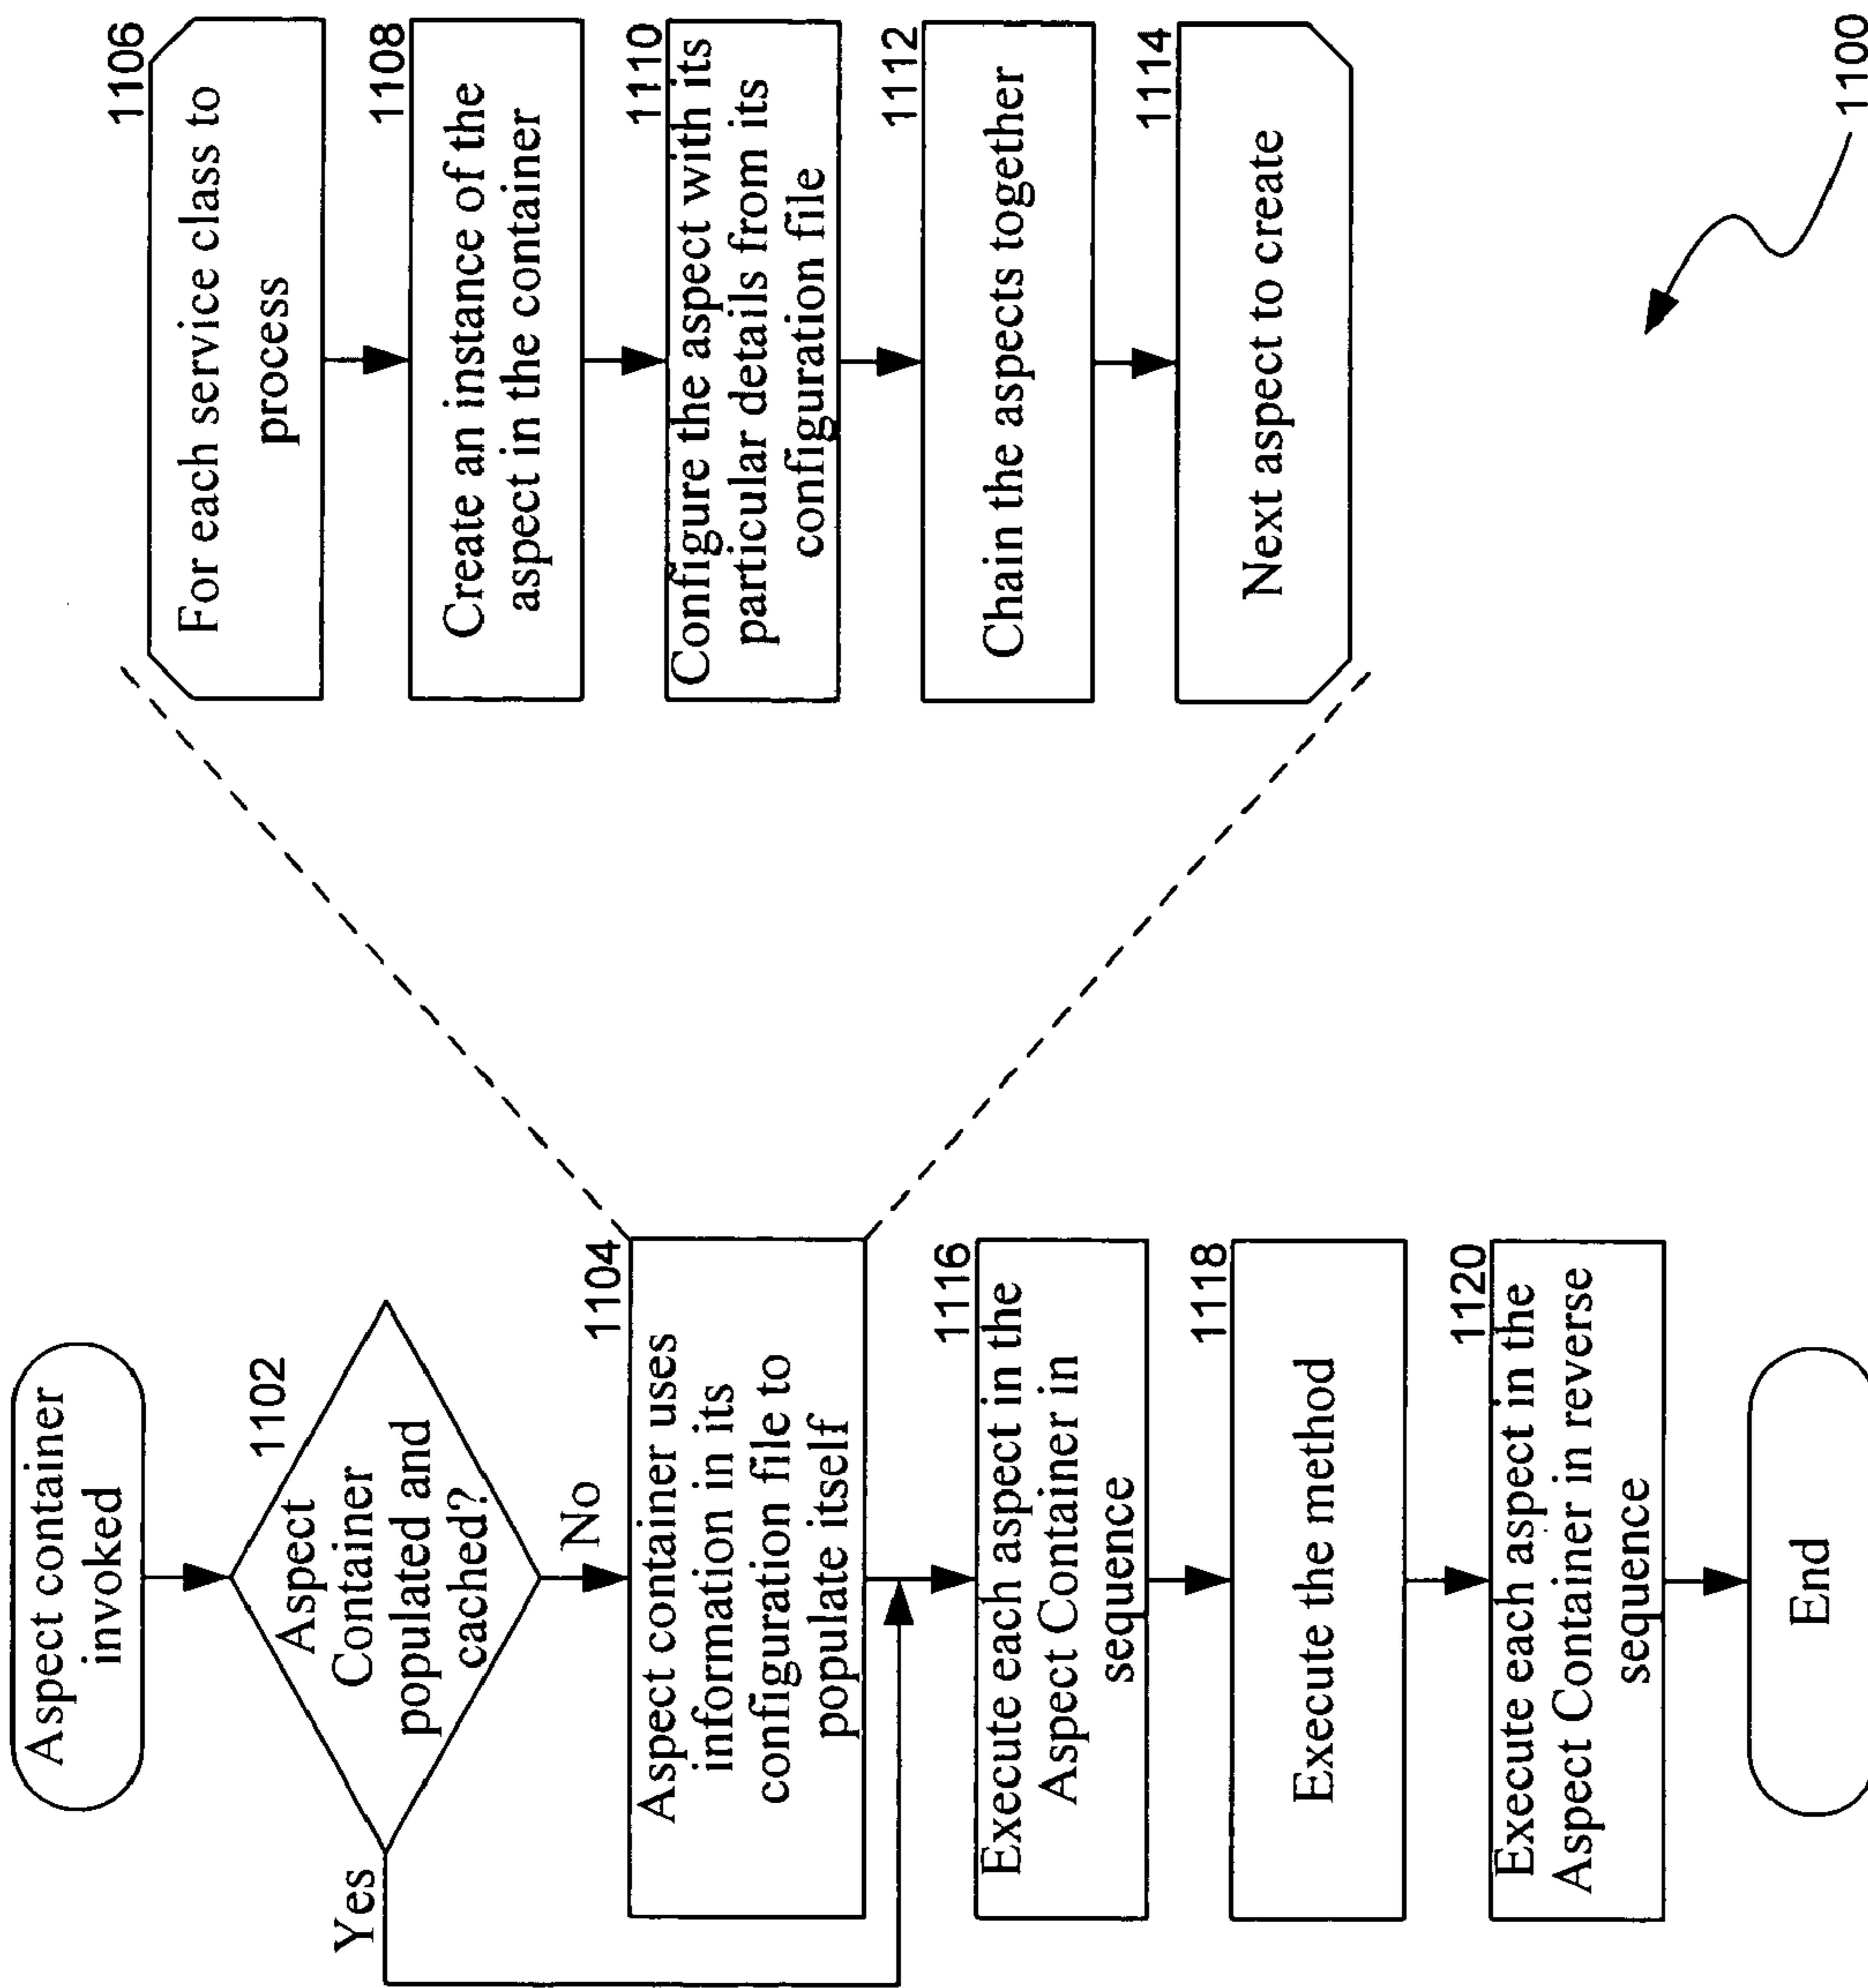 Aspect container
invoked
1102
Aspect
Container
populated and
cached?
Yes
No
1104
Aspect container uses
information in its
configuration file to
populate itself
1116
Execute each aspect in the
Aspect Container in
sequence
1118
Execute the method
1120
Execute each aspect in the
Aspect Container in reverse
sequence
End
1106
For each service class to
process
1108
Create an instance of the
aspect in the container
1110
Configure the aspect with its
particular details from its
configuration file
1112
Chain the aspects together
1114
Next aspect to create
1100